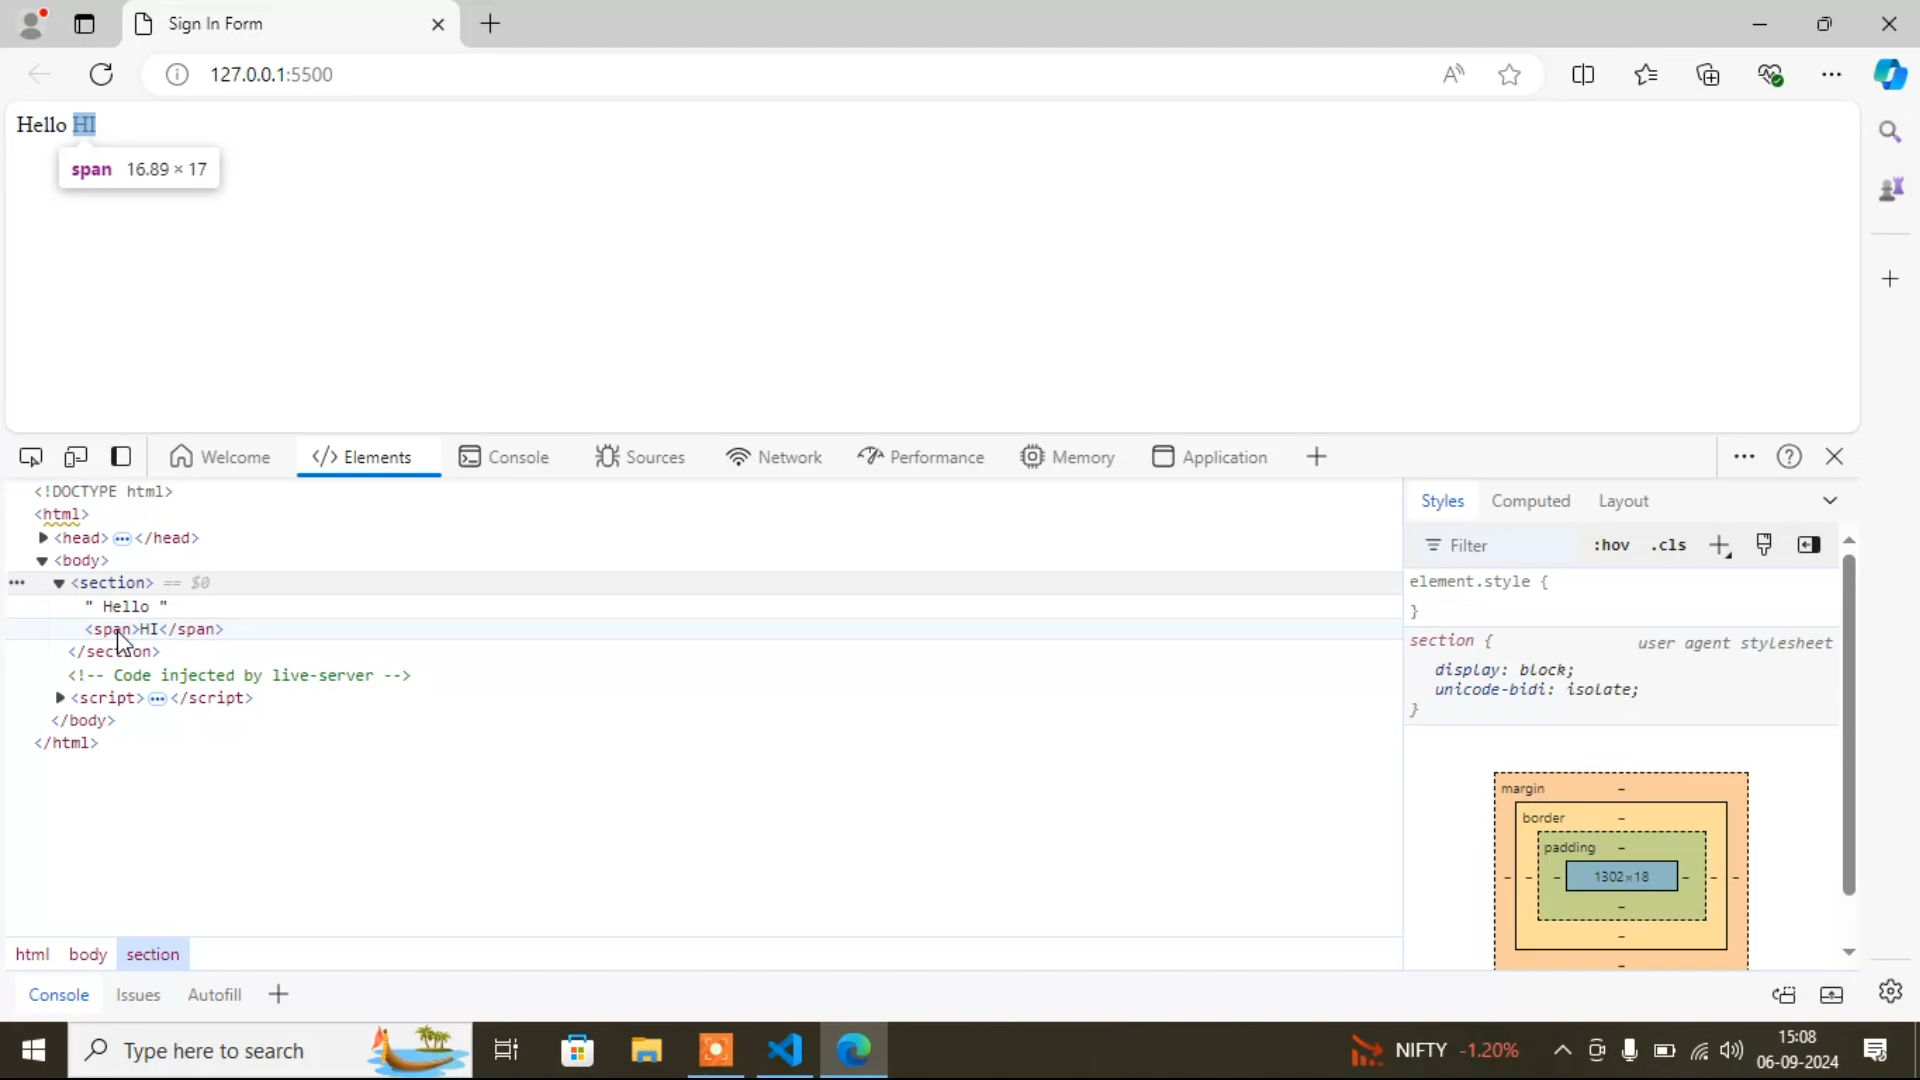 Sign In Form
127.0.0.1:5500
Hello HI
span 16.89 × 17
Welcome
</> Elements
Console
Sources
Network
Performance
Memory
Application
<!DOCTYPE html>
<html>
<head> ••• </head>
<body>
<section> == $0
" Hello "
<span>HI</span>
</section>
<!-- Code injected by live-server -->
<script> ••• </script>
</body>
</html>
Styles Computed Layout
Filter :hov .cls
element.style {
}
section { user agent stylesheet
display: block;
unicode-bidi: isolate;
}
margin –
border –
padding –
– – – 1302×18 – – –
–
–
–
html body section
Console Issues Autofill
Type here to search
NIFTY -1.20%
15:08
06-09-2024